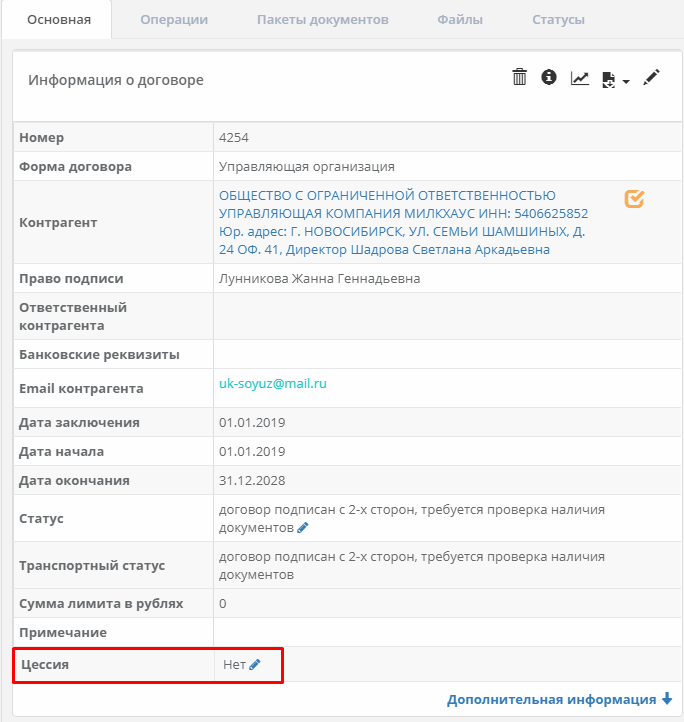 Основная Операции Пакеты документов Файлы Статусы
Информация о договоре
Номер 4254
Форма договора Управляющая организация
Контрагент ОБЩЕСТВО С ОГРАНИЧЕННОЙ ОТВЕТСТВЕННОСТЬЮ
УПРАВЛЯЮЩАЯ КОМПАНИЯ МИЛКХАУС ИНН: 5406625852
Юр. адрес: Г. НОВОСИБИРСК, УЛ. СЕМЬИ ШАМШИНЫХ, Д.
24 ОФ. 41, Директор Шадрова Светлана Аркадьевна
Право подписи Лунникова Жанна Геннадьевна
Ответственный
контрагента
Банковские реквизиты
Email контрагента uk-soyuz@mail.ru
Дата заключения 01.01.2019
Дата начала 01.01.2019
Дата окончания 31.12.2028
Статус договор подписан с 2-х сторон, требуется проверка наличия
документов
Транспортный статус договор подписан с 2-х сторон, требуется проверка наличия
документов
Сумма лимита в рублях 0
Примечание
Цессия Нет
Дополнительная информация